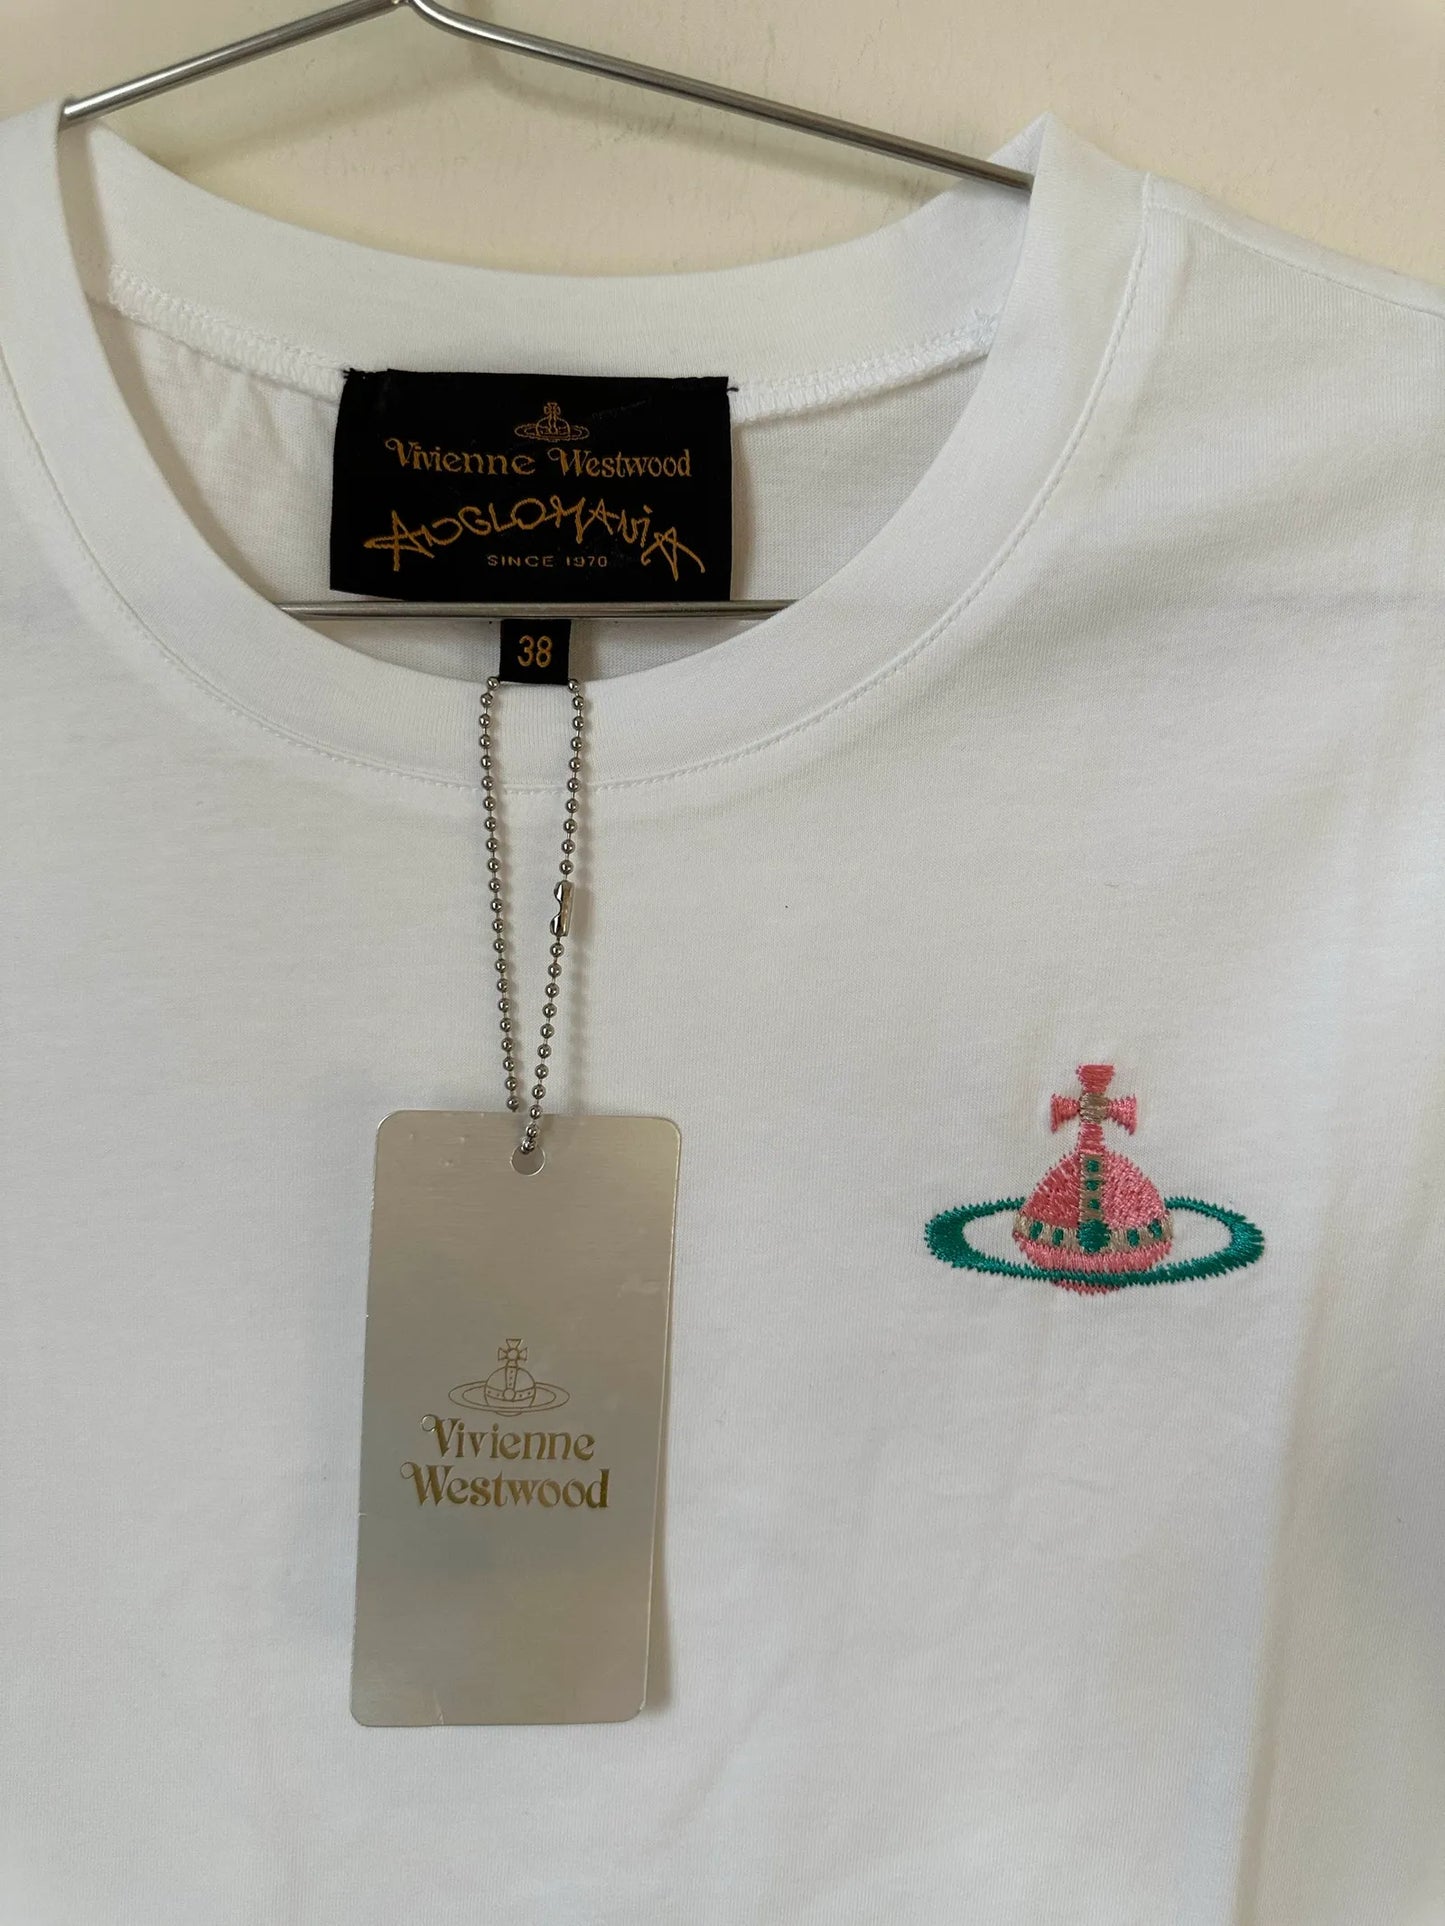 Vivienne Westwood
ANGLOMANiA
SINCE 1970
38
Vivienne
Westwood